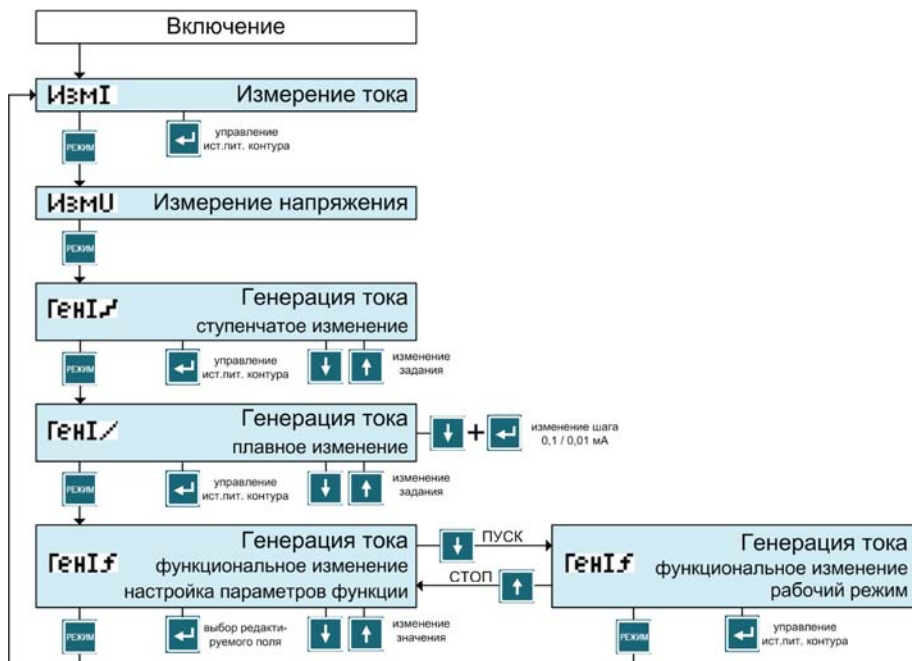 Включение
ИзмI
Измерение тока
РЕЖИМ
управление
ист.пит. контура
ИзмU
Измерение напряжения
РЕЖИМ
ГенI
Генерация тока
ступенчатое изменение
РЕЖИМ
управление
ист.пит. контура
изменение
задания
ГенI
Генерация тока
плавное изменение
+
изменение шага
0,1 / 0,01 мА
РЕЖИМ
управление
ист.пит. контура
изменение
задания
ГенIf
Генерация тока
функциональное изменение
настройка параметров функции
ПУСК
СТОП
ГенIf
Генерация тока
функциональное изменение
рабочий режим
РЕЖИМ
выбор редакти-
руемого поля
изменение
значения
РЕЖИМ
управление
ист.пит. контура